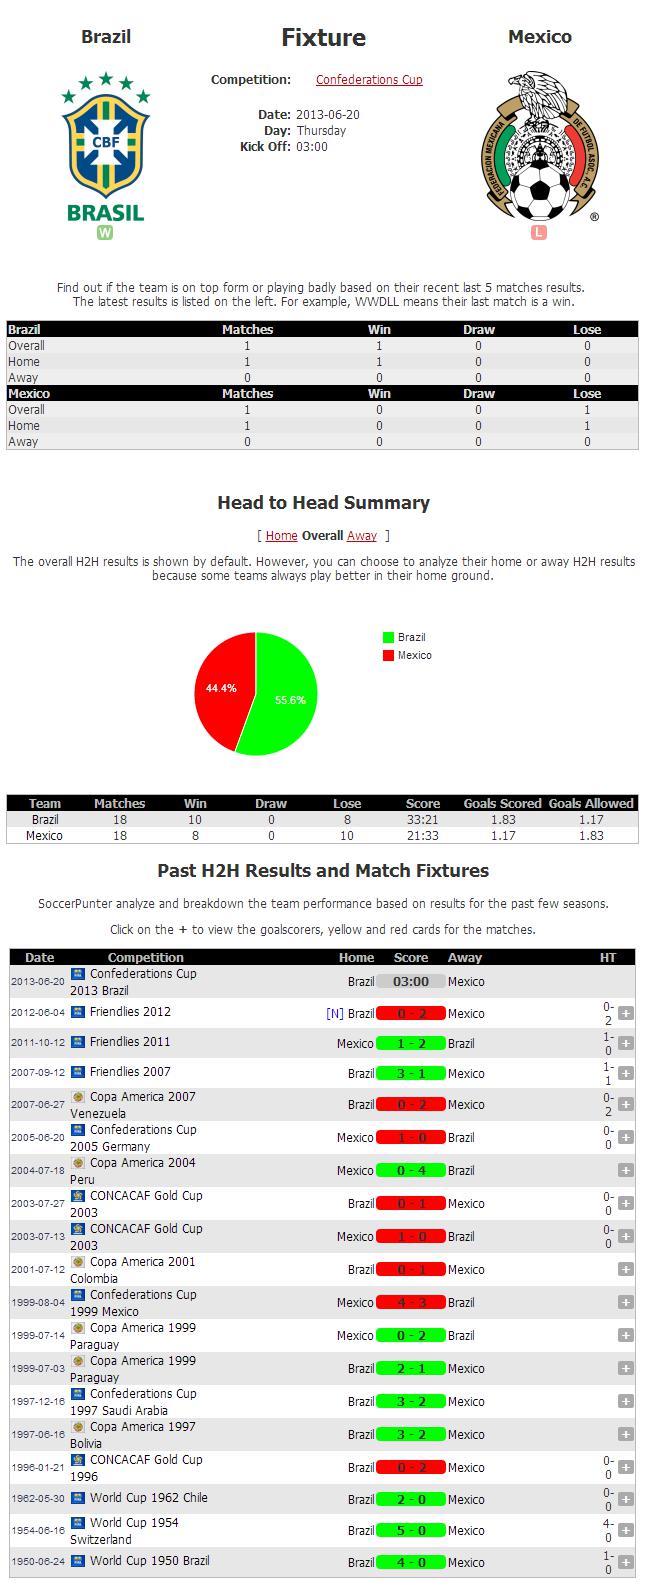 Brazil
Fixture
Mexico
Competition: Confederations Cup
CBF
BRASIL
FEDERACION MEXICANA DE FUTBOL ASOC. A.C.
®
Date: 2013-06-20
Day: Thursday
Kick Off: 03:00
W
L
Find out if the team is on top form or playing badly based on their recent last 5 matches results.
The latest results is listed on the left. For example, WWDLL means their last match is a win.
Brazil Matches Win Draw Lose
Overall 1 1 0 0
Home 1 1 0 0
Away 0 0 0 0
Mexico Matches Win Draw Lose
Overall 1 0 0 1
Home 1 0 0 1
Away 0 0 0 0
Head to Head Summary
[ Home Overall Away ]
The overall H2H results is shown by default. However, you can choose to analyze their home or away H2H results
because some teams always play better in their home ground.
Brazil
Mexico
44.4%
55.6%
Team Matches Win Draw Lose Score Goals Scored Goals Allowed
Brazil 18 10 0 8 33:21 1.83 1.17
Mexico 18 8 0 10 21:33 1.17 1.83
Past H2H Results and Match Fixtures
SoccerPunter analyze and breakdown the team performance based on results for the past few seasons.
Click on the + to view the goalscorers, yellow and red cards for the matches.
Date Competition Home Score Away HT
2013-06-20 Confederations Cup 2013 Brazil Brazil 03:00 Mexico
2012-06-04 Friendlies 2012 [N] Brazil 0 - 2 Mexico 0-2 +
2011-10-12 Friendlies 2011 Mexico 1 - 2 Brazil 1-0 +
2007-09-12 Friendlies 2007 Brazil 3 - 1 Mexico 1-1 +
2007-06-27 Copa America 2007 Venezuela Brazil 0 - 2 Mexico 0-2 +
2005-06-20 Confederations Cup 2005 Germany Mexico 1 - 0 Brazil 0-0 +
2004-07-18 Copa America 2004 Peru Mexico 0 - 4 Brazil +
2003-07-27 CONCACAF Gold Cup 2003 Brazil 0 - 1 Mexico 0-0 +
2003-07-13 CONCACAF Gold Cup 2003 Mexico 1 - 0 Brazil 0-0 +
2001-07-12 Copa America 2001 Colombia Brazil 0 - 1 Mexico +
1999-08-04 Confederations Cup 1999 Mexico Mexico 4 - 3 Brazil +
1999-07-14 Copa America 1999 Paraguay Mexico 0 - 2 Brazil +
1999-07-03 Copa America 1999 Paraguay Brazil 2 - 1 Mexico +
1997-12-16 Confederations Cup 1997 Saudi Arabia Brazil 3 - 2 Mexico +
1997-06-16 Copa America 1997 Bolivia Brazil 3 - 2 Mexico +
1996-01-21 CONCACAF Gold Cup 1996 Brazil 0 - 2 Mexico 0-0 +
1962-05-30 World Cup 1962 Chile Brazil 2 - 0 Mexico 0-0 +
1954-06-16 World Cup 1954 Switzerland Brazil 5 - 0 Mexico 4-0 +
1950-06-24 World Cup 1950 Brazil Brazil 4 - 0 Mexico 1-0 +